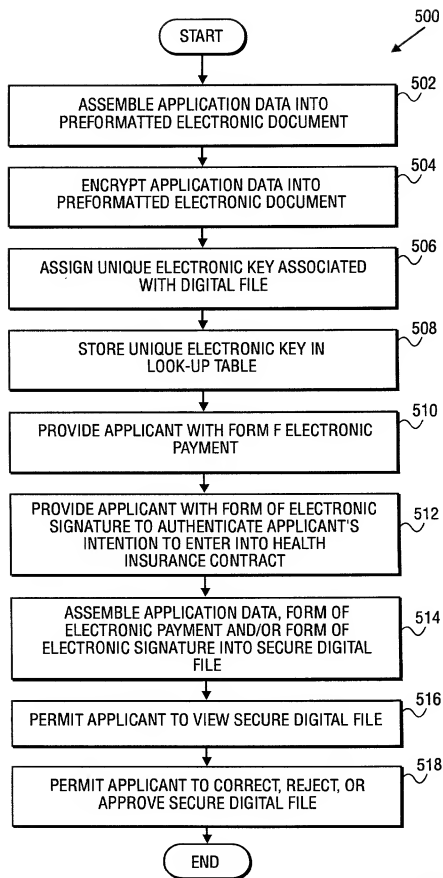 500
START
502
ASSEMBLE APPLICATION DATA INTO
PREFORMATTED ELECTRONIC DOCUMENT
504
ENCRYPT APPLICATION DATA INTO
PREFORMATTED ELECTRONIC DOCUMENT
506
ASSIGN UNIQUE ELECTRONIC KEY ASSOCIATED
WITH DIGITAL FILE
508
STORE UNIQUE ELECTRONIC KEY IN
LOOK-UP TABLE
510
PROVIDE APPLICANT WITH FORM F ELECTRONIC
PAYMENT
512
PROVIDE APPLICANT WITH FORM OF ELECTRONIC
SIGNATURE TO AUTHENTICATE APPLICANT'S
INTENTION TO ENTER INTO HEALTH
INSURANCE CONTRACT
514
ASSEMBLE APPLICATION DATA, FORM OF
ELECTRONIC PAYMENT AND/OR FORM OF
ELECTRONIC SIGNATURE INTO SECURE DIGITAL
FILE
516
PERMIT APPLICANT TO VIEW SECURE DIGITAL FILE
518
PERMIT APPLICANT TO CORRECT, REJECT, OR
APPROVE SECURE DIGITAL FILE
END